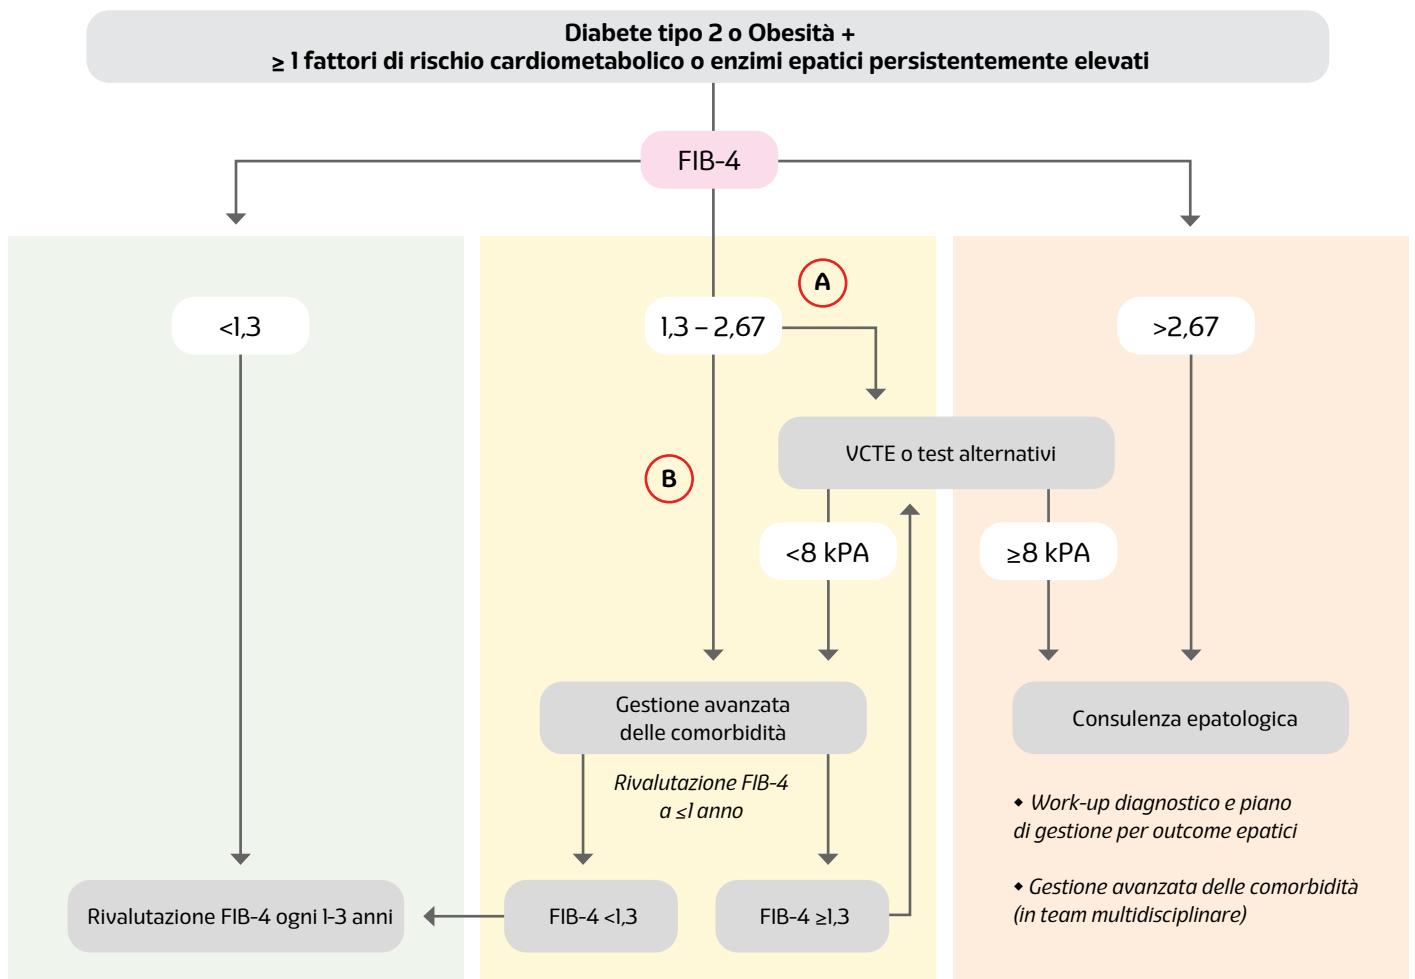 Diabete tipo 2 o Obesità +
≥ 1 fattori di rischio cardiometabolico o enzimi epatici persistentemente elevati
FIB-4
<1,3
1,3 – 2,67
A
>2,67
VCTE o test alternativi
B
<8 kPA
≥8 kPA
Gestione avanzata
delle comorbidità
Consulenza epatologica
Rivalutazione FIB-4
a ≤1 anno
◆ Work-up diagnostico e piano
di gestione per outcome epatici
◆ Gestione avanzata delle comorbidità
(in team multidisciplinare)
Rivalutazione FIB-4 ogni 1-3 anni
FIB-4 <1,3
FIB-4 ≥1,3